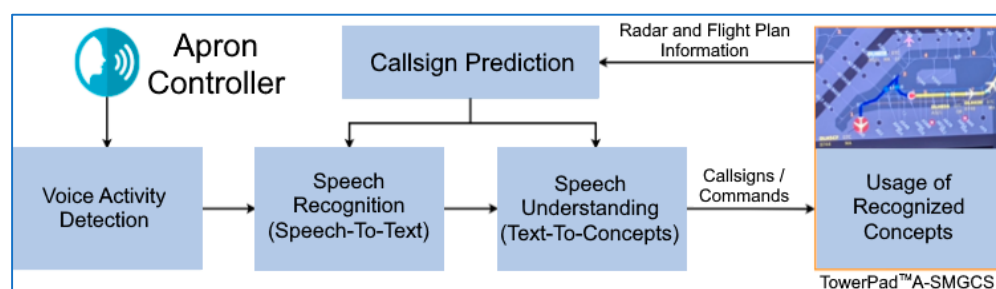 Apron
Controller
Callsign Prediction
Radar and Flight Plan
Information
Voice Activity
Detection
Speech
Recognition
(Speech-To-Text)
Speech
Understanding
(Text-To-Concepts)
Callsigns /
Commands
Usage of
Recognized
Concepts
TowerPad™A-SMGCS